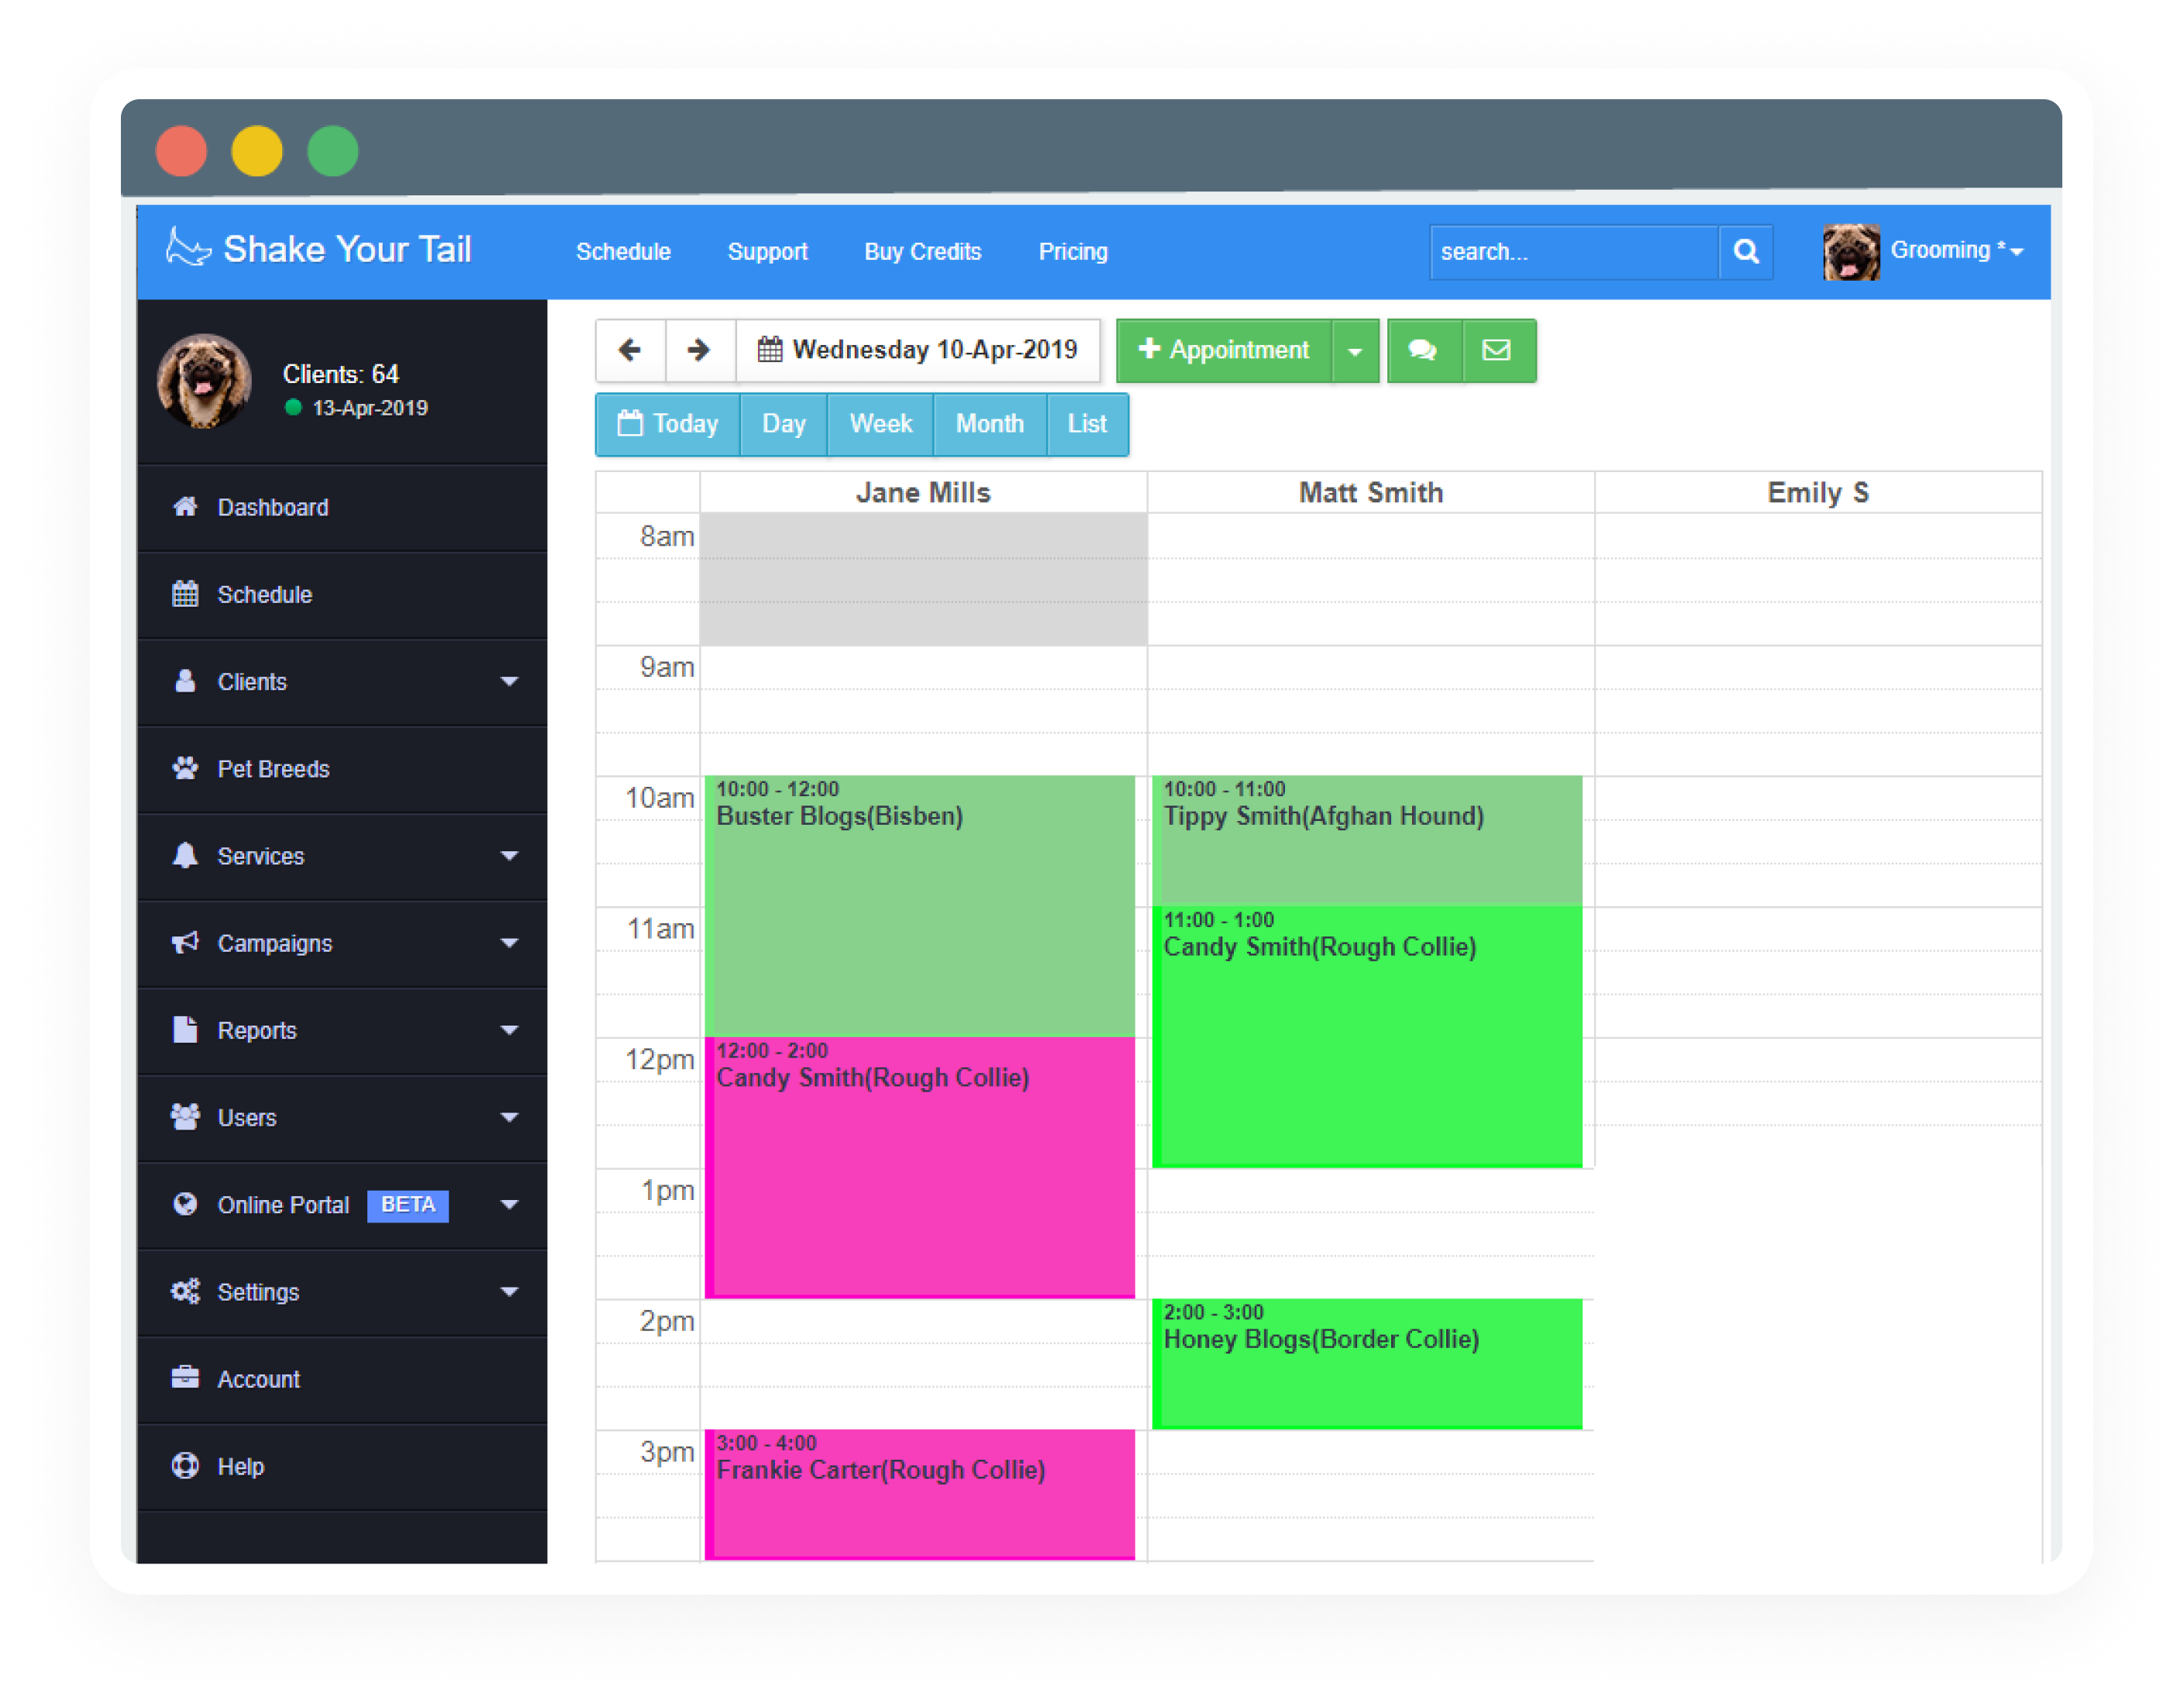 Shake Your Tail
Schedule Support Buy Credits Pricing
search...
Grooming *
Clients: 64
13-Apr-2019
Dashboard
Schedule
Clients
Pet Breeds
Services
Campaigns
Reports
Users
Online Portal BETA
Settings
Account
Help
Wednesday 10-Apr-2019
Appointment
Today Day Week Month List
Jane Mills Matt Smith Emily S
8am
9am
10am
10:00 - 12:00
Buster Blogs(Bisben)
10:00 - 11:00
Tippy Smith(Afghan Hound)
11am
11:00 - 1:00
Candy Smith(Rough Collie)
12pm
12:00 - 2:00
Candy Smith(Rough Collie)
1pm
2pm
2:00 - 3:00
Honey Blogs(Border Collie)
3pm
3:00 - 4:00
Frankie Carter(Rough Collie)